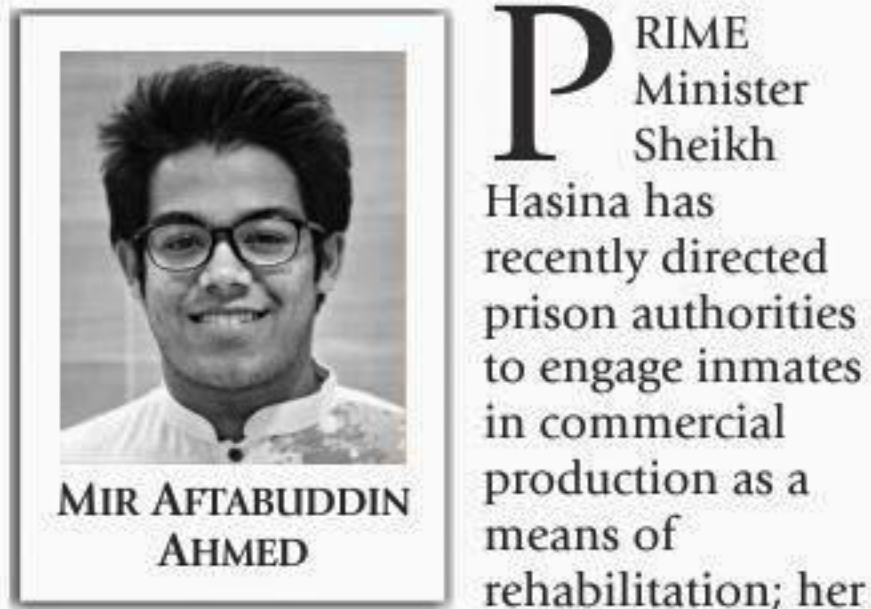 MIR AFTABUDDIN
AHMED
PRIME
Minister
Sheikh
Hasina has
recently directed
prison authorities
to engage inmates
in commercial
production as a
means of
rehabilitation; her